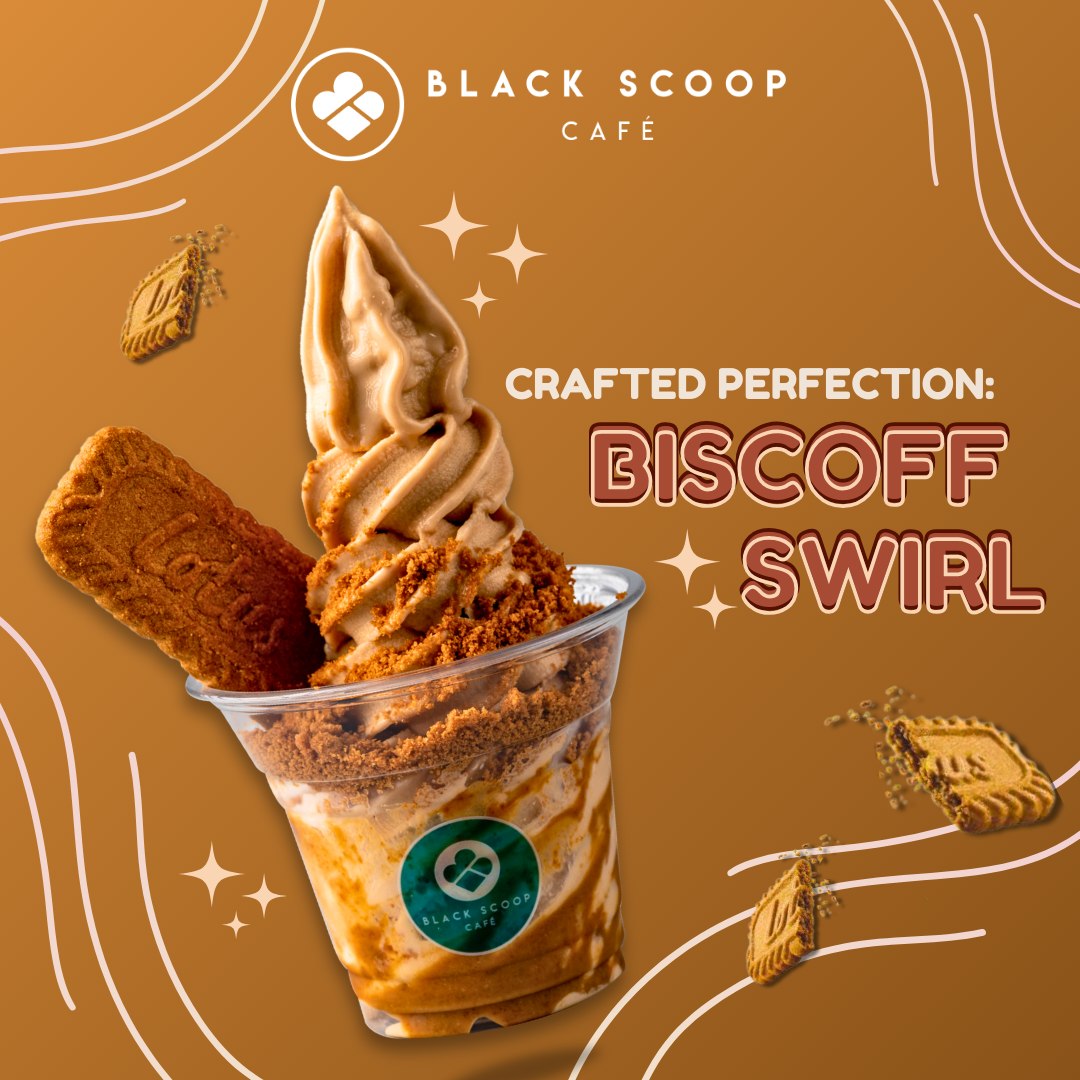 BLACK SCOOP
CAFÉ
CRAFTED PERFECTION:
BISCOFF
SWIRL
BLACK SCOOP
CAFÉ